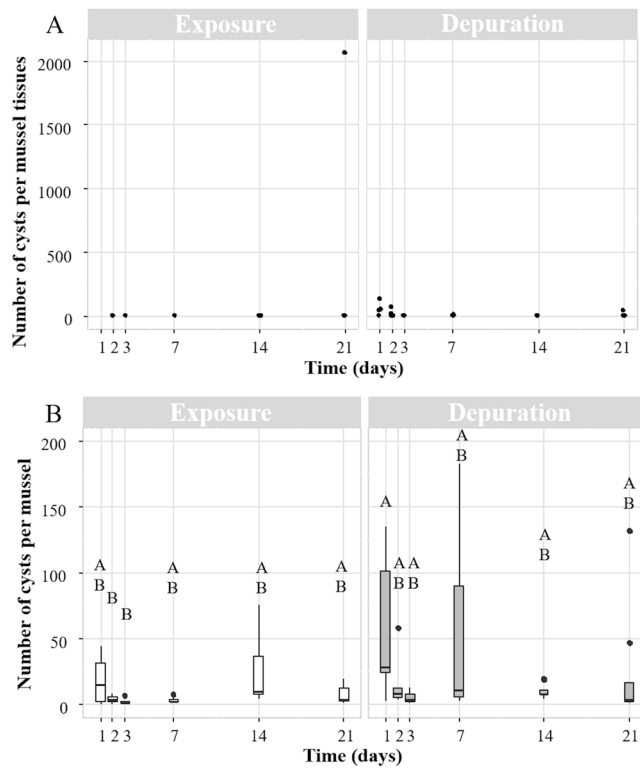 A
Exposure Depuration
Number of cysts per mussel tissues
2000
1500
1000
500
0
1 2 3 7 14 21 1 2 3 7 14 21
Time (days)
B
Exposure Depuration
Number of cysts per mussel
200
150
100
50
0
A
B
B
B
A
B
A
B
A
B
A
A
B
A
B
A
B
A
B
A
B
1 2 3 7 14 21 1 2 3 7 14 21
Time (days)